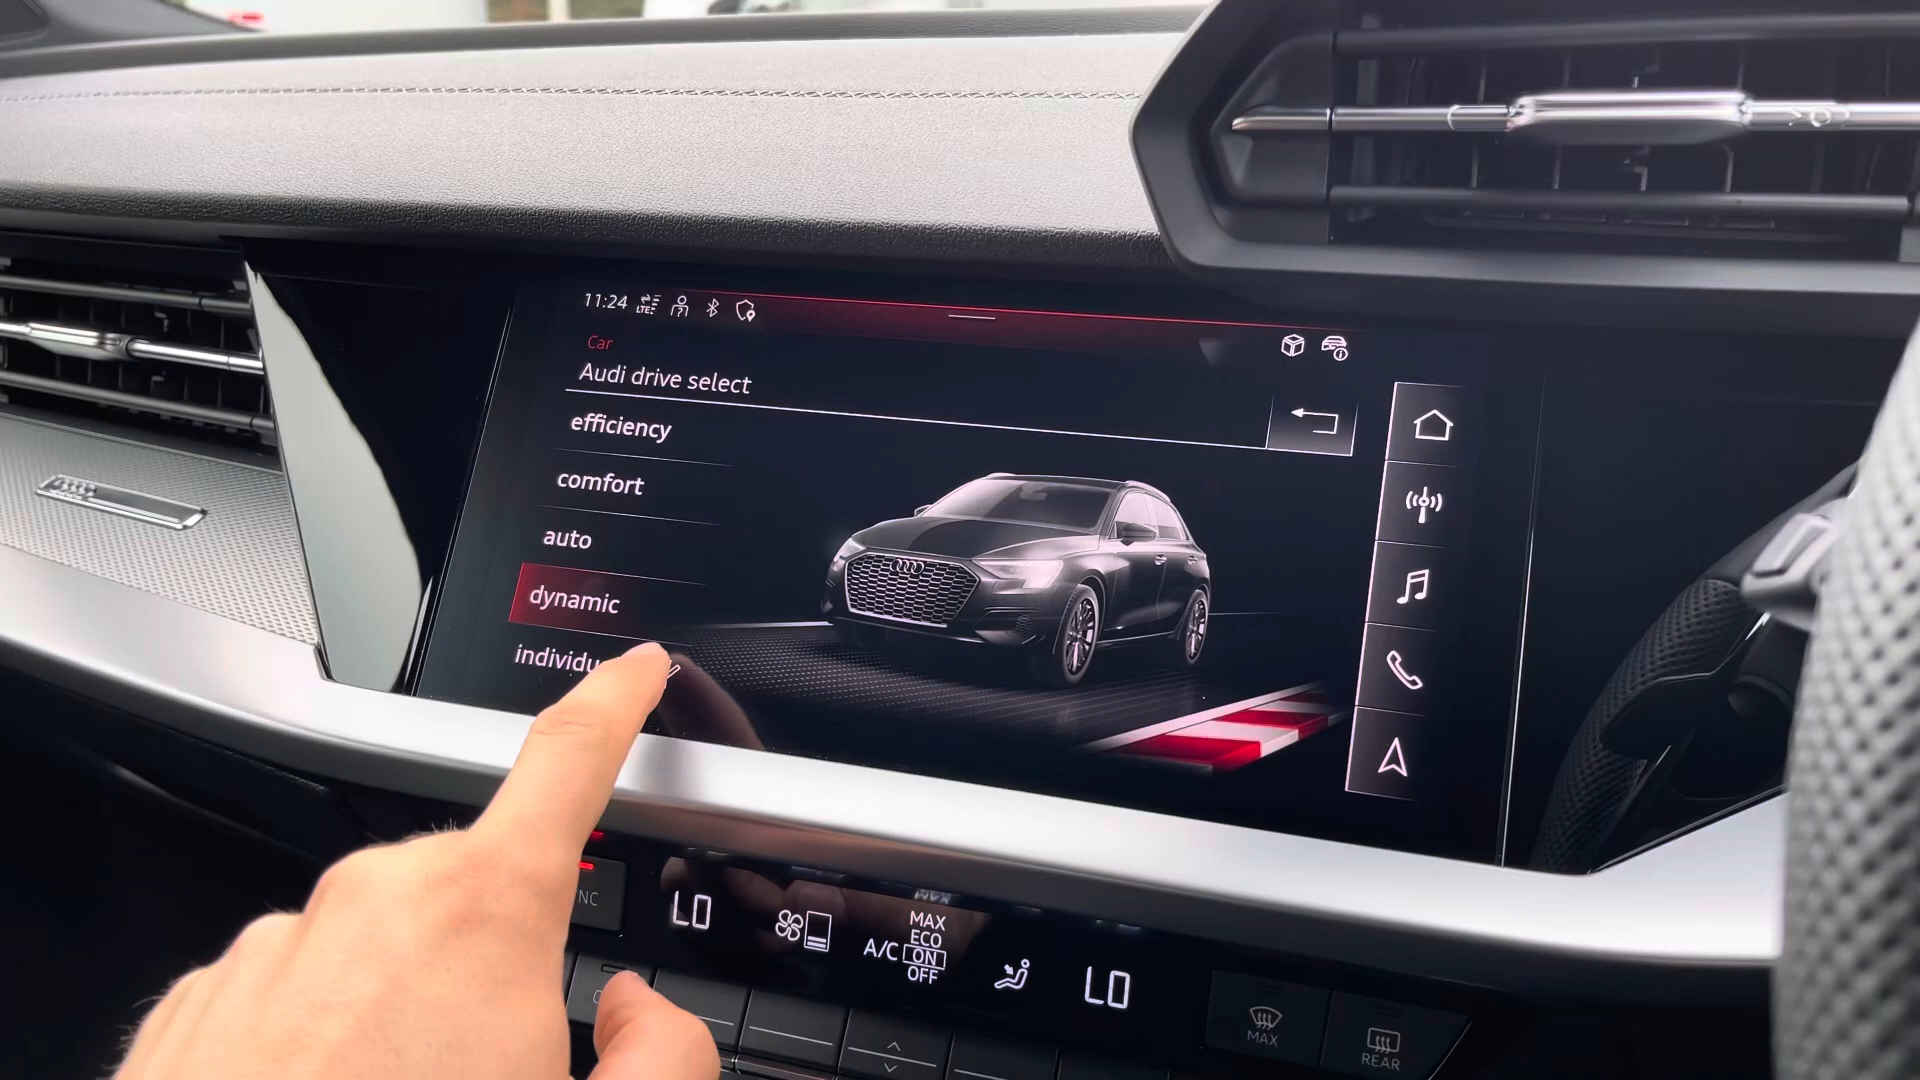 11:24
LTE
Car
Audi drive select
efficiency
comfort
auto
dynamic
LO
A/C
MAX
ECO
ON
OFF
LO
MAX
REAR